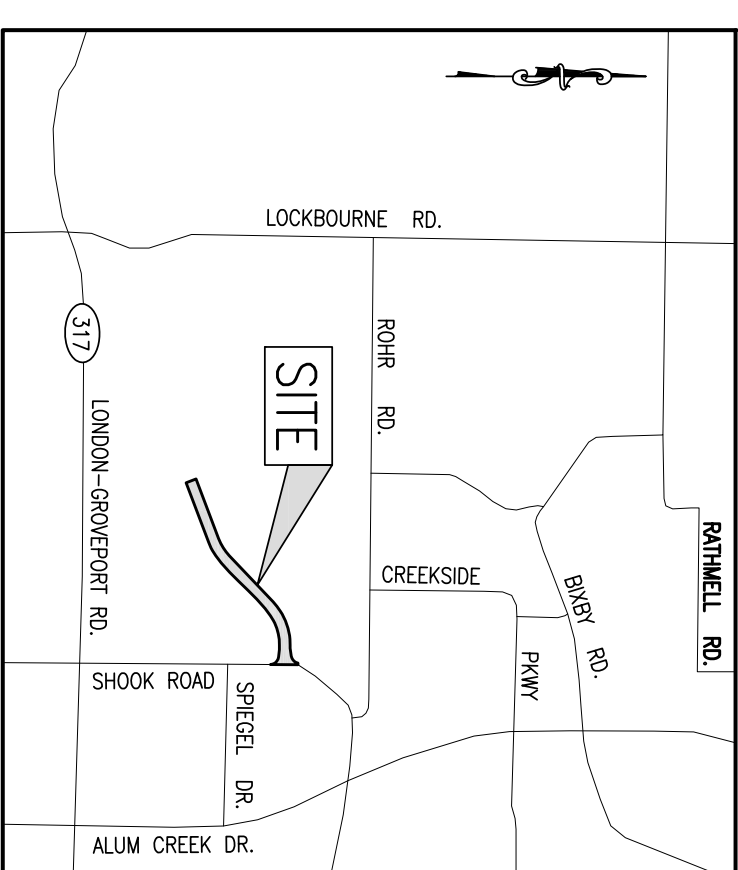 LOCKBOURNE RD.
317
ROHR RD.
SITE
LONDON-GROVEPORT RD.
RATHMELL RD.
CREEKSIDE
BIXBY RD.
PKWY
SHOOK ROAD
SPIEGEL DR.
ALUM CREEK DR.